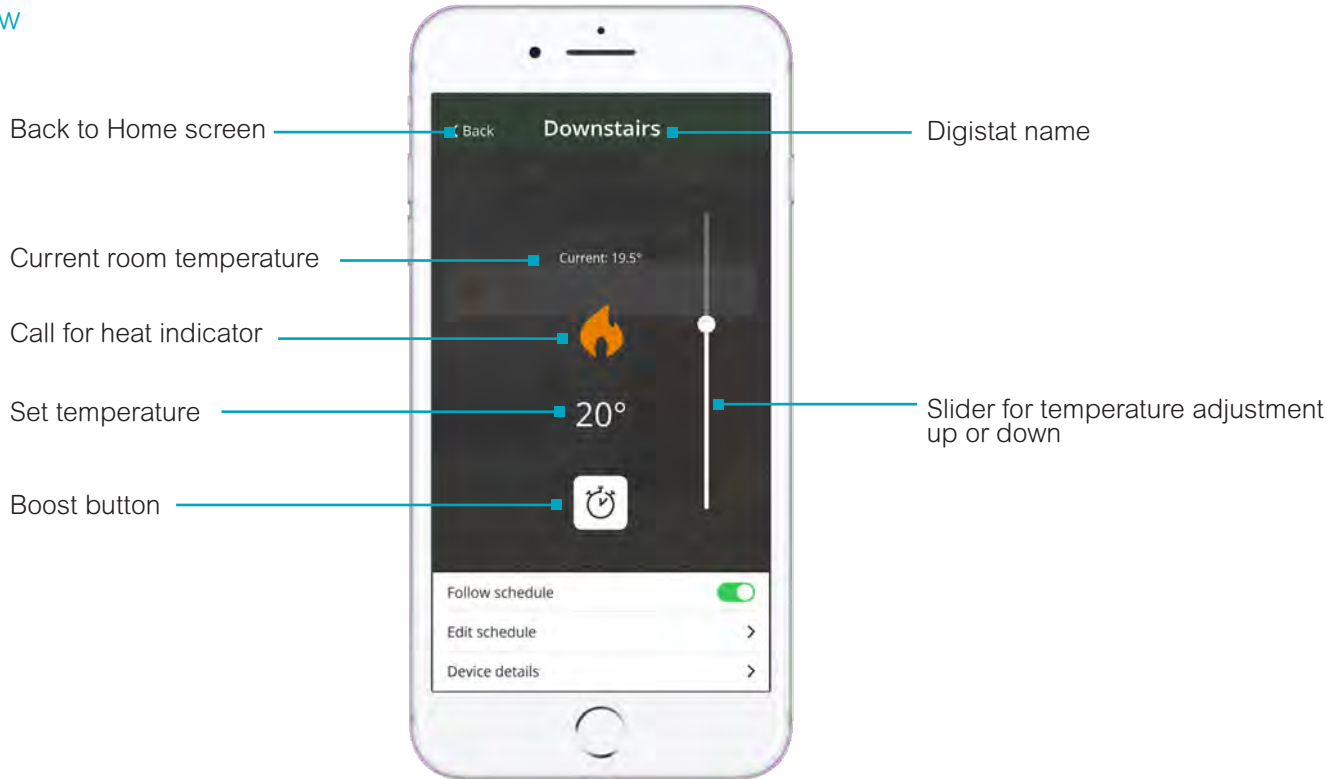 Back to Home screen
Back
Downstairs
Digistat name
Current room temperature
Current: 19.5°
Call for heat indicator
Set temperature
20°
Slider for temperature adjustment
up or down
Boost button
Follow schedule
Edit schedule
Device details